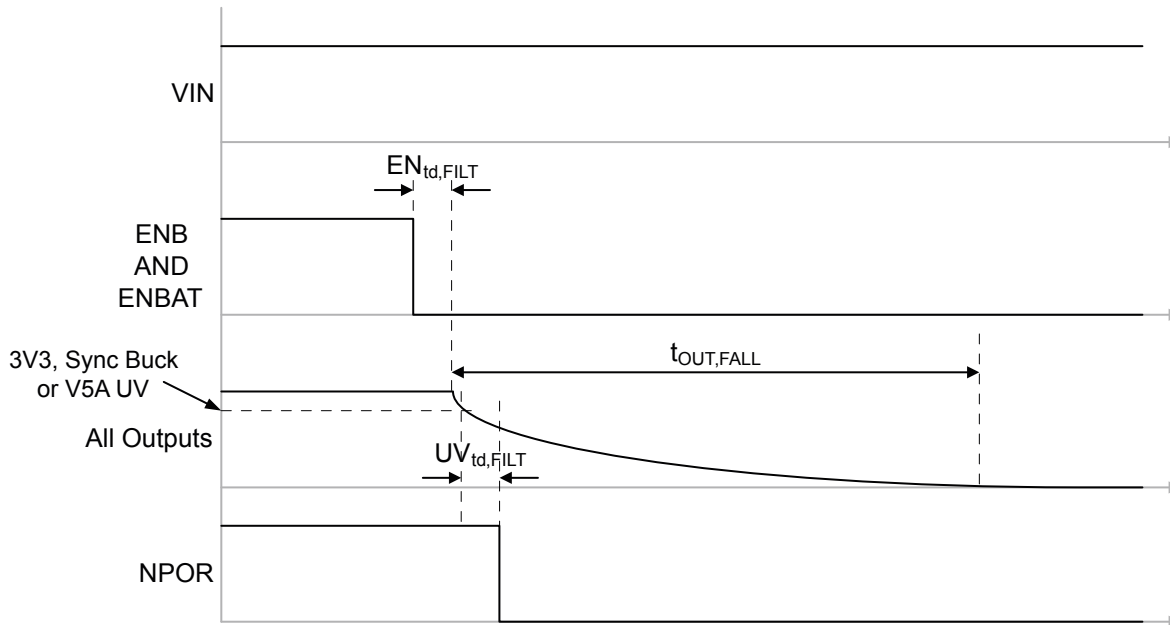 VIN
ENtd,FILT
ENB
AND
ENBAT
3V3, Sync Buck
or V5A UV
tOUT,FALL
All Outputs
UVtd,FILT
NPOR